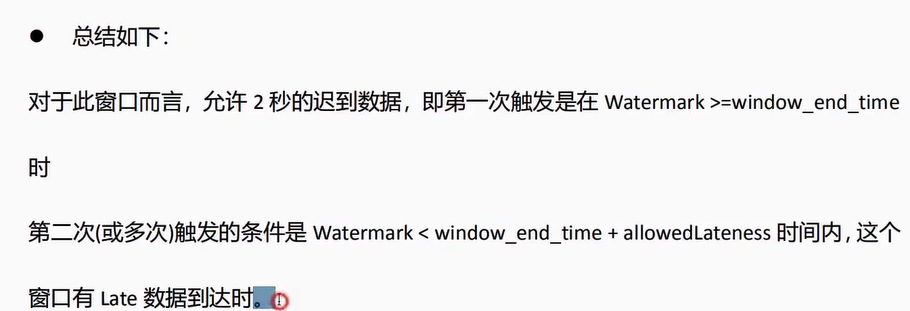 ● 总结如下：
对于此窗口而言，允许 2 秒的迟到数据，即第一次触发是在 Watermark >=window_end_time
时
第二次(或多次)触发的条件是 Watermark < window_end_time + allowedLateness 时间内，这个
窗口有 Late 数据到达时。